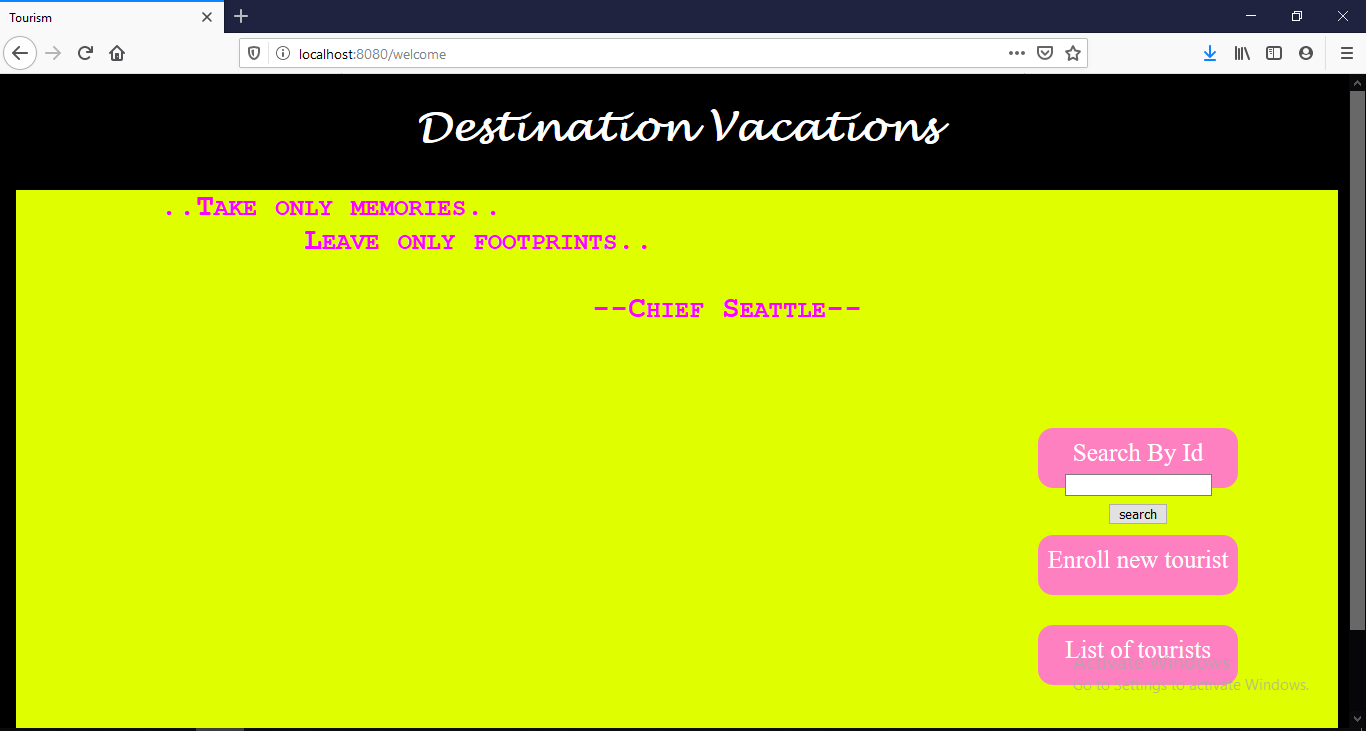 Tourism
localhost:8080/welcome
Destination Vacations
..Take only memories..
Leave only footprints..
--Chief Seattle--
Search By Id
search
Enroll new tourist
List of tourists
Activate Windows
Go to Settings to activate Windows.